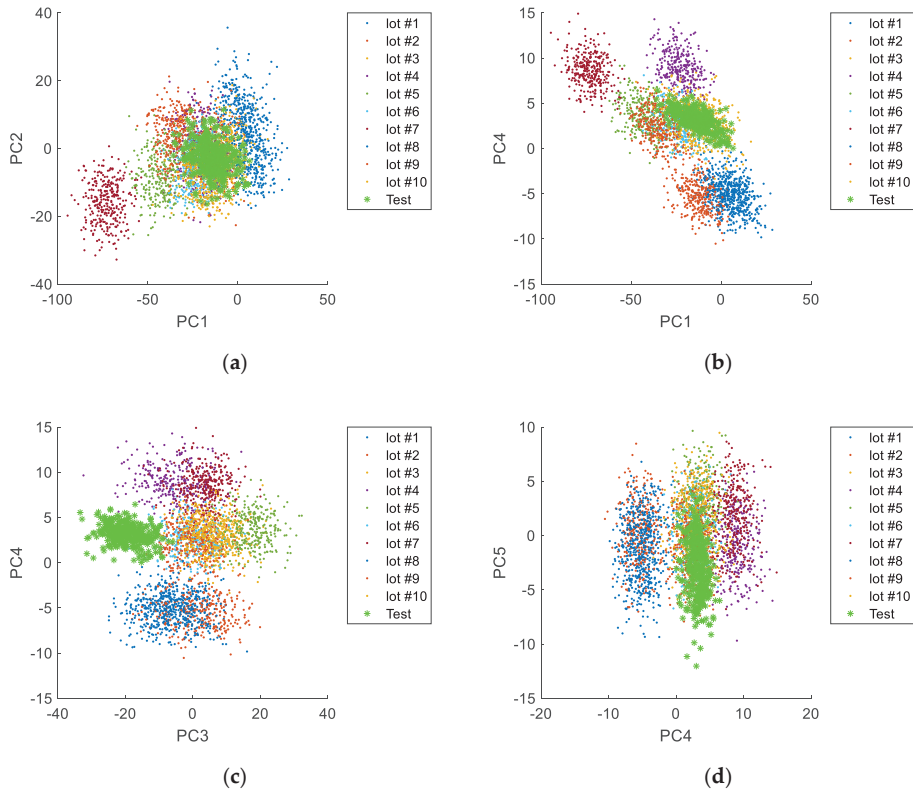 40
20
0
-20
-40
-100
-50
0
50
PC2
PC1
lot #1
lot #2
lot #3
lot #4
lot #5
lot #6
lot #7
lot #8
lot #9
lot #10
Test
(a)
15
10
5
0
-5
-10
-15
-100
-50
0
50
PC4
PC1
lot #1
lot #2
lot #3
lot #4
lot #5
lot #6
lot #7
lot #8
lot #9
lot #10
Test
(b)
15
10
5
0
-5
-10
-15
-40
-20
0
20
40
PC4
PC3
lot #1
lot #2
lot #3
lot #4
lot #5
lot #6
lot #7
lot #8
lot #9
lot #10
Test
(c)
10
5
0
-5
-10
-15
-20
-10
0
10
20
PC5
PC4
lot #1
lot #2
lot #3
lot #4
lot #5
lot #6
lot #7
lot #8
lot #9
lot #10
Test
(d)